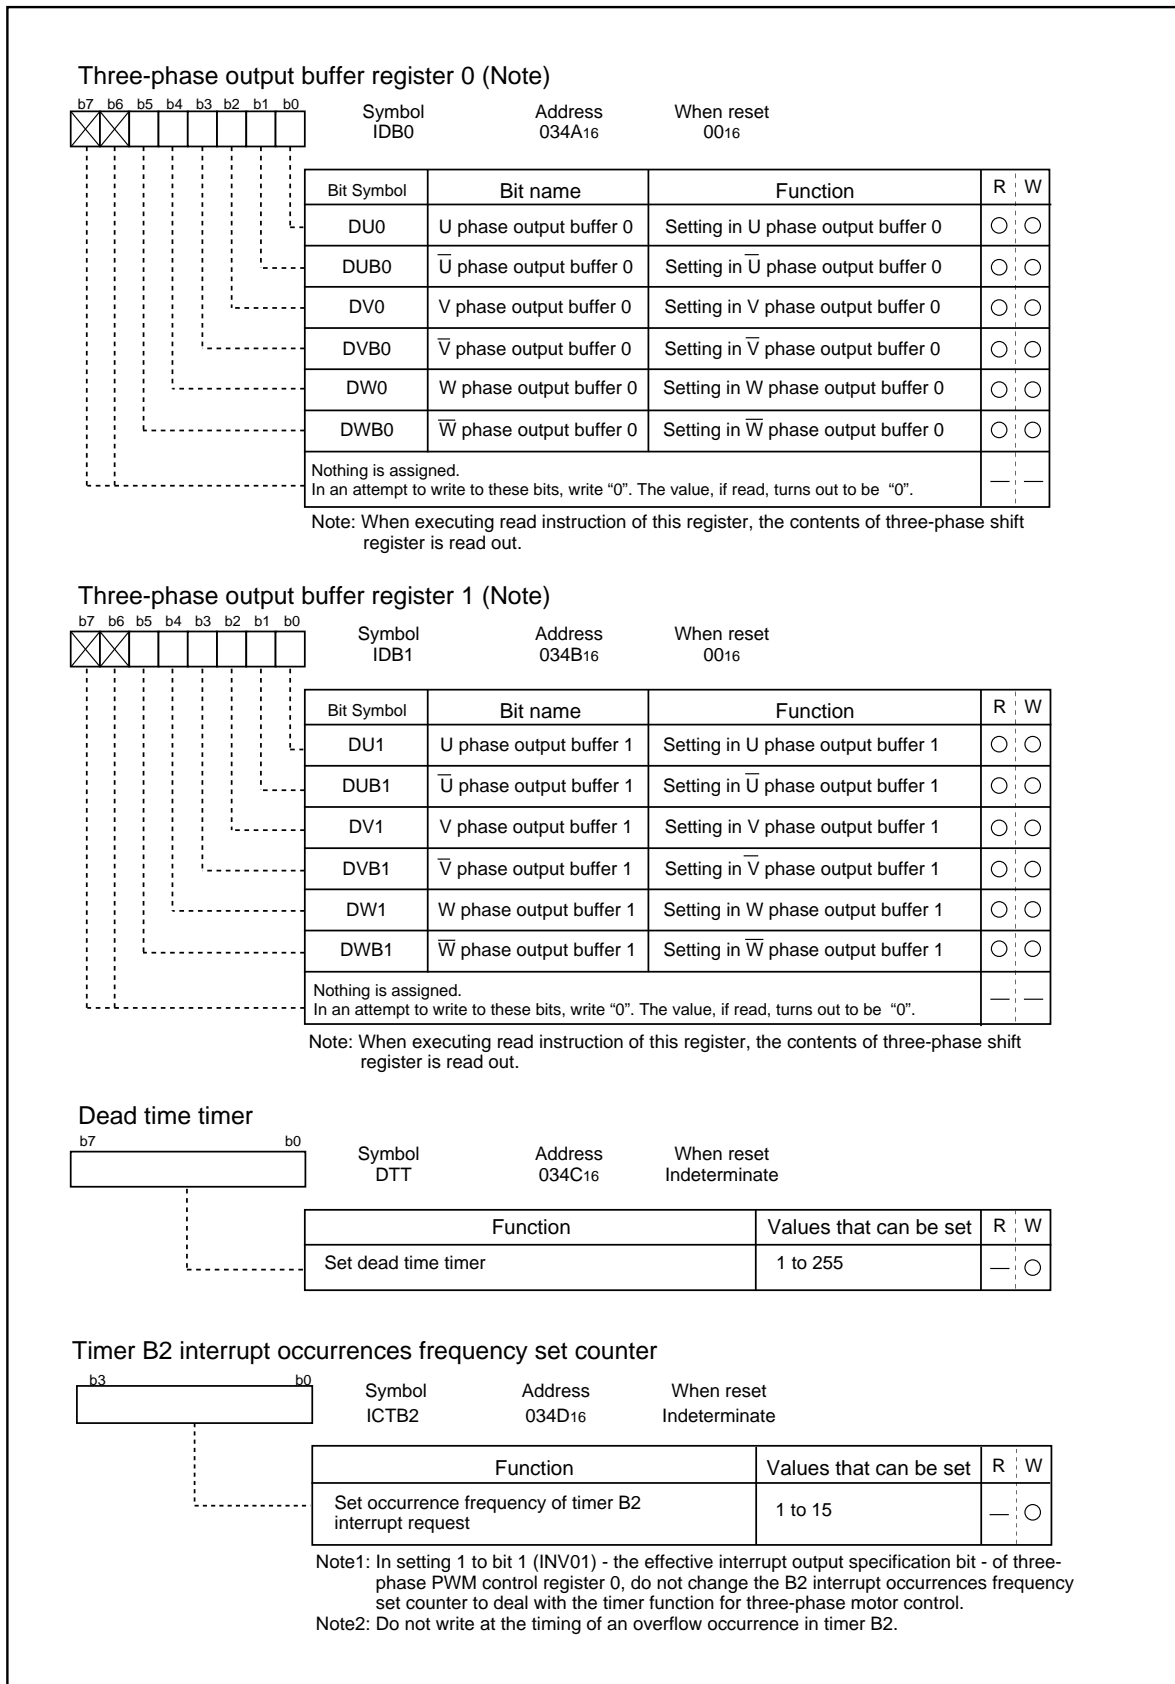 Three-phase output buffer register 0 (Note)
b7 b6 b5 b4 b3 b2 b1 b0
Symbol Address When reset
IDB0 034A16 0016
Bit Symbol Bit name Function R W
DU0 U phase output buffer 0 Setting in U phase output buffer 0 ○ ○
DUB0 U̅ phase output buffer 0 Setting in U̅ phase output buffer 0 ○ ○
DV0 V phase output buffer 0 Setting in V phase output buffer 0 ○ ○
DVB0 V̅ phase output buffer 0 Setting in V̅ phase output buffer 0 ○ ○
DW0 W phase output buffer 0 Setting in W phase output buffer 0 ○ ○
DWB0 W̅ phase output buffer 0 Setting in W̅ phase output buffer 0 ○ ○
Nothing is assigned.
In an attempt to write to these bits, write “0”. The value, if read, turns out to be “0”. — —
Note: When executing read instruction of this register, the contents of three-phase shift
register is read out.
Three-phase output buffer register 1 (Note)
b7 b6 b5 b4 b3 b2 b1 b0
Symbol Address When reset
IDB1 034B16 0016
Bit Symbol Bit name Function R W
DU1 U phase output buffer 1 Setting in U phase output buffer 1 ○ ○
DUB1 U̅ phase output buffer 1 Setting in U̅ phase output buffer 1 ○ ○
DV1 V phase output buffer 1 Setting in V phase output buffer 1 ○ ○
DVB1 V̅ phase output buffer 1 Setting in V̅ phase output buffer 1 ○ ○
DW1 W phase output buffer 1 Setting in W phase output buffer 1 ○ ○
DWB1 W̅ phase output buffer 1 Setting in W̅ phase output buffer 1 ○ ○
Nothing is assigned.
In an attempt to write to these bits, write “0”. The value, if read, turns out to be “0”. — —
Note: When executing read instruction of this register, the contents of three-phase shift
register is read out.
Dead time timer
b7 b0
Symbol Address When reset
DTT 034C16 Indeterminate
Function Values that can be set R W
Set dead time timer 1 to 255 — ○
Timer B2 interrupt occurrences frequency set counter
b3 b0
Symbol Address When reset
ICTB2 034D16 Indeterminate
Function Values that can be set R W
Set occurrence frequency of timer B2
interrupt request 1 to 15 — ○
Note1: In setting 1 to bit 1 (INV01) - the effective interrupt output specification bit - of three-
phase PWM control register 0, do not change the B2 interrupt occurrences frequency
set counter to deal with the timer function for three-phase motor control.
Note2: Do not write at the timing of an overflow occurrence in timer B2.